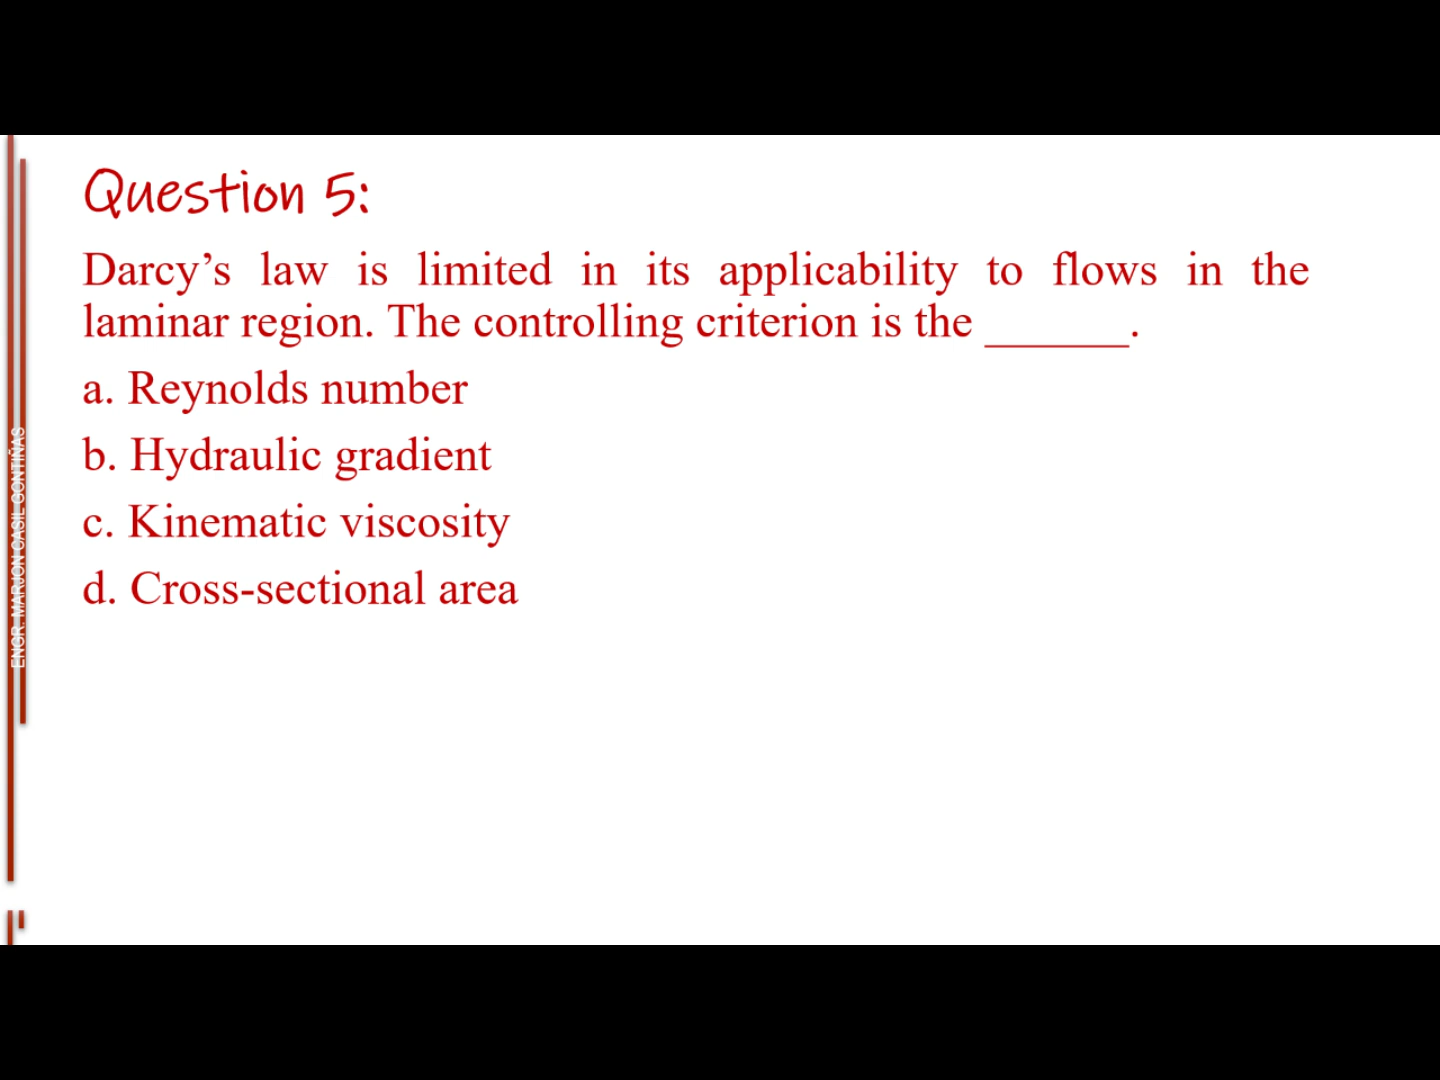 Question 5:
Darcy’s law is limited in its applicability to flows in the
laminar region. The controlling criterion is the ______.
a. Reynolds number
b. Hydraulic gradient
c. Kinematic viscosity
d. Cross-sectional area
ENGR. MARJON CASIL GONTIÑAS